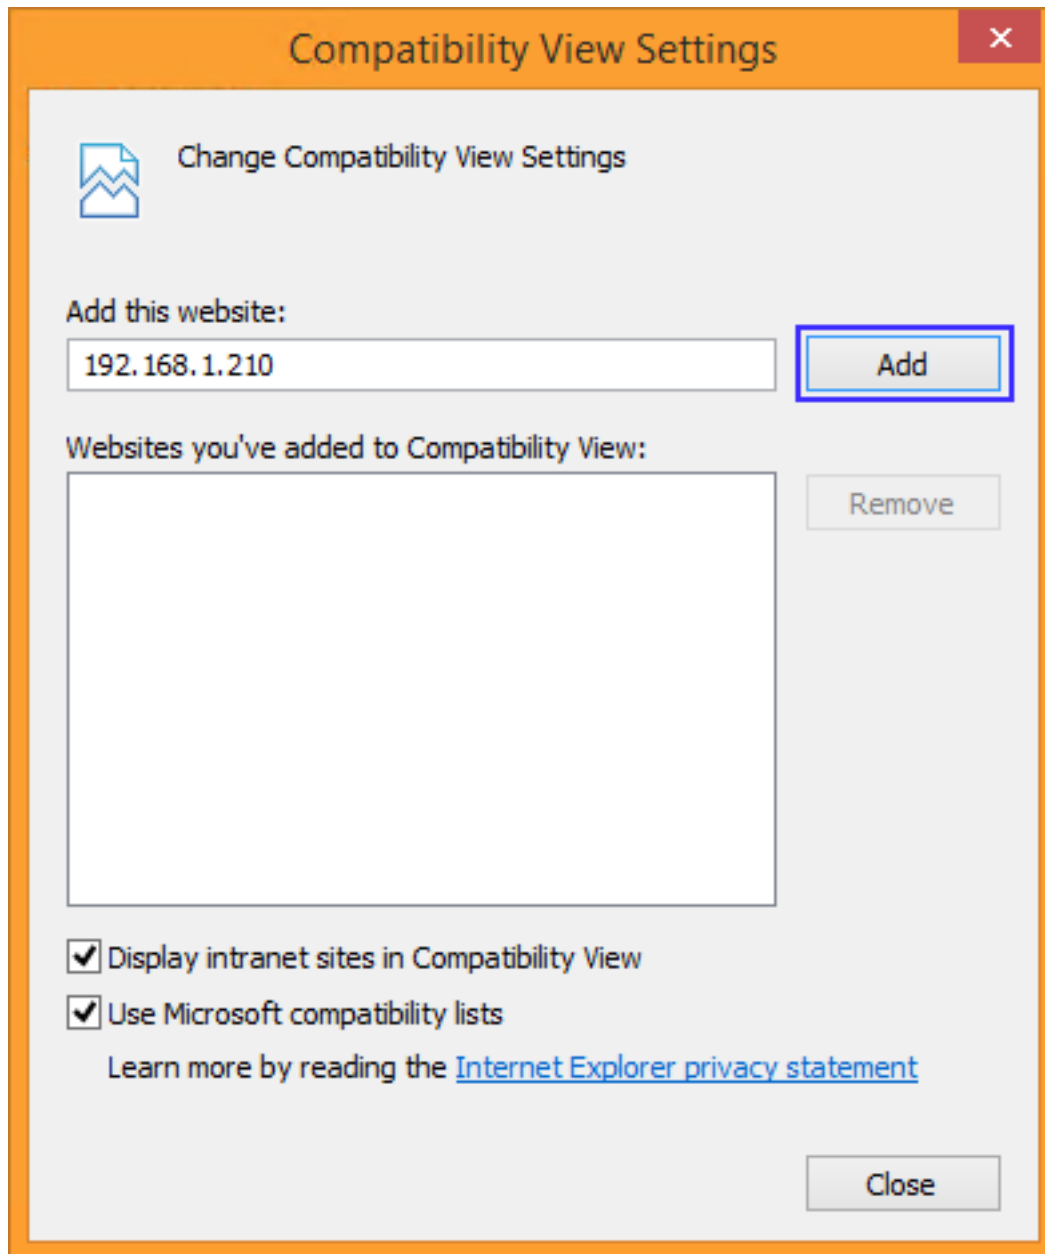 Compatibility View Settings
Change Compatibility View Settings
Add this website:
192.168.1.210
Add
Websites you've added to Compatibility View:
Remove
Display intranet sites in Compatibility View
Use Microsoft compatibility lists
Learn more by reading the Internet Explorer privacy statement
Close